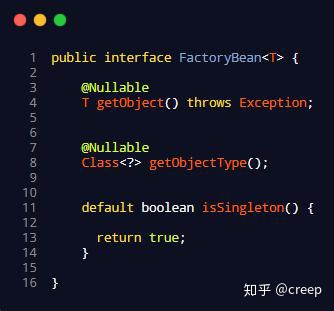 1 public interface FactoryBean<T> {
2
3 @Nullable
4 T getObject() throws Exception;
5
6
7 @Nullable
8 Class<?> getObjectType();
9
10
11 default boolean isSingleton() {
12
13 return true;
14 }
15
16 }
知乎 @creep